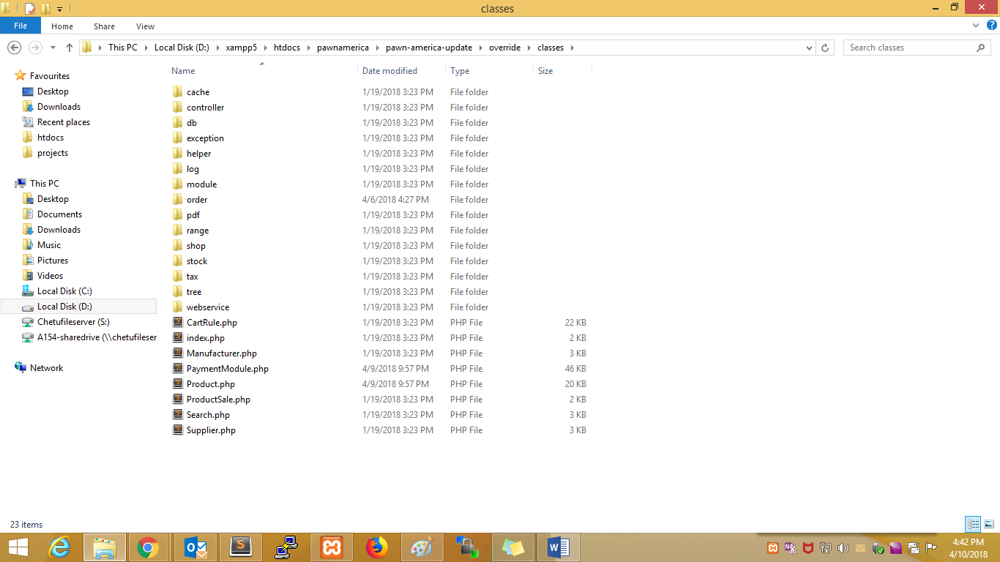 classes
File Home Share View
This PC Local Disk (D:) xampp5 htdocs pawnamerica pawn-america-update override classes
Search classes
Favourites
Desktop
Downloads
Recent places
htdocs
projects
This PC
Desktop
Documents
Downloads
Music
Pictures
Videos
Local Disk (C:)
Local Disk (D:)
Chetufileserver (S:)
A154-sharedrive (\\chetufileser
Network
Name Date modified Type Size
cache 1/19/2018 3:23 PM File folder
controller 1/19/2018 3:23 PM File folder
db 1/19/2018 3:23 PM File folder
exception 1/19/2018 3:23 PM File folder
helper 1/19/2018 3:23 PM File folder
log 1/19/2018 3:23 PM File folder
module 1/19/2018 3:23 PM File folder
order 4/6/2018 4:27 PM File folder
pdf 1/19/2018 3:23 PM File folder
range 1/19/2018 3:23 PM File folder
shop 1/19/2018 3:23 PM File folder
stock 1/19/2018 3:23 PM File folder
tax 1/19/2018 3:23 PM File folder
tree 1/19/2018 3:23 PM File folder
webservice 1/19/2018 3:23 PM File folder
CartRule.php 1/19/2018 3:23 PM PHP File 22 KB
index.php 1/19/2018 3:23 PM PHP File 2 KB
Manufacturer.php 1/19/2018 3:23 PM PHP File 3 KB
PaymentModule.php 4/9/2018 9:57 PM PHP File 46 KB
Product.php 4/9/2018 9:57 PM PHP File 20 KB
ProductSale.php 1/19/2018 3:23 PM PHP File 2 KB
Search.php 1/19/2018 3:23 PM PHP File 3 KB
Supplier.php 1/19/2018 3:23 PM PHP File 3 KB
23 items
4:42 PM
4/10/2018